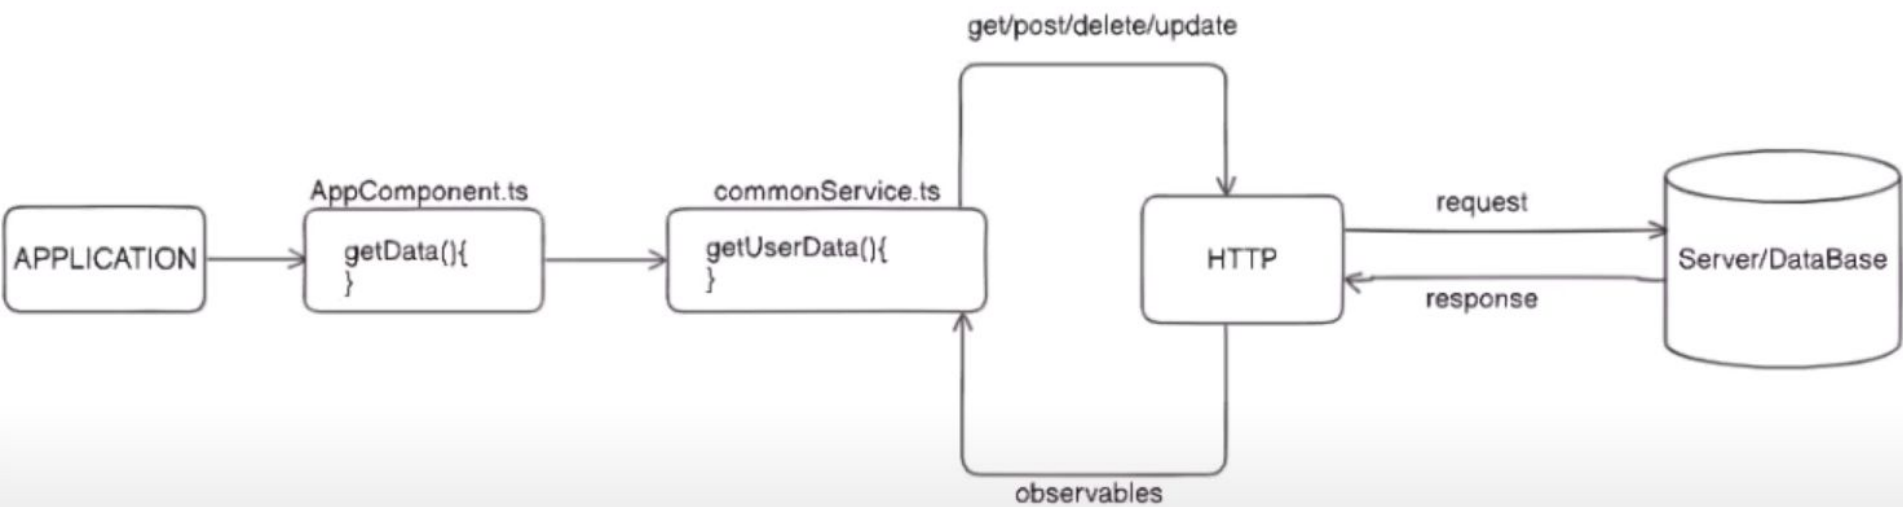 get/post/delete/update
AppComponent.ts
commonService.ts
APPLICATION
getData(){
}
getUserData(){
}
HTTP
request
response
Server/DataBase
observables